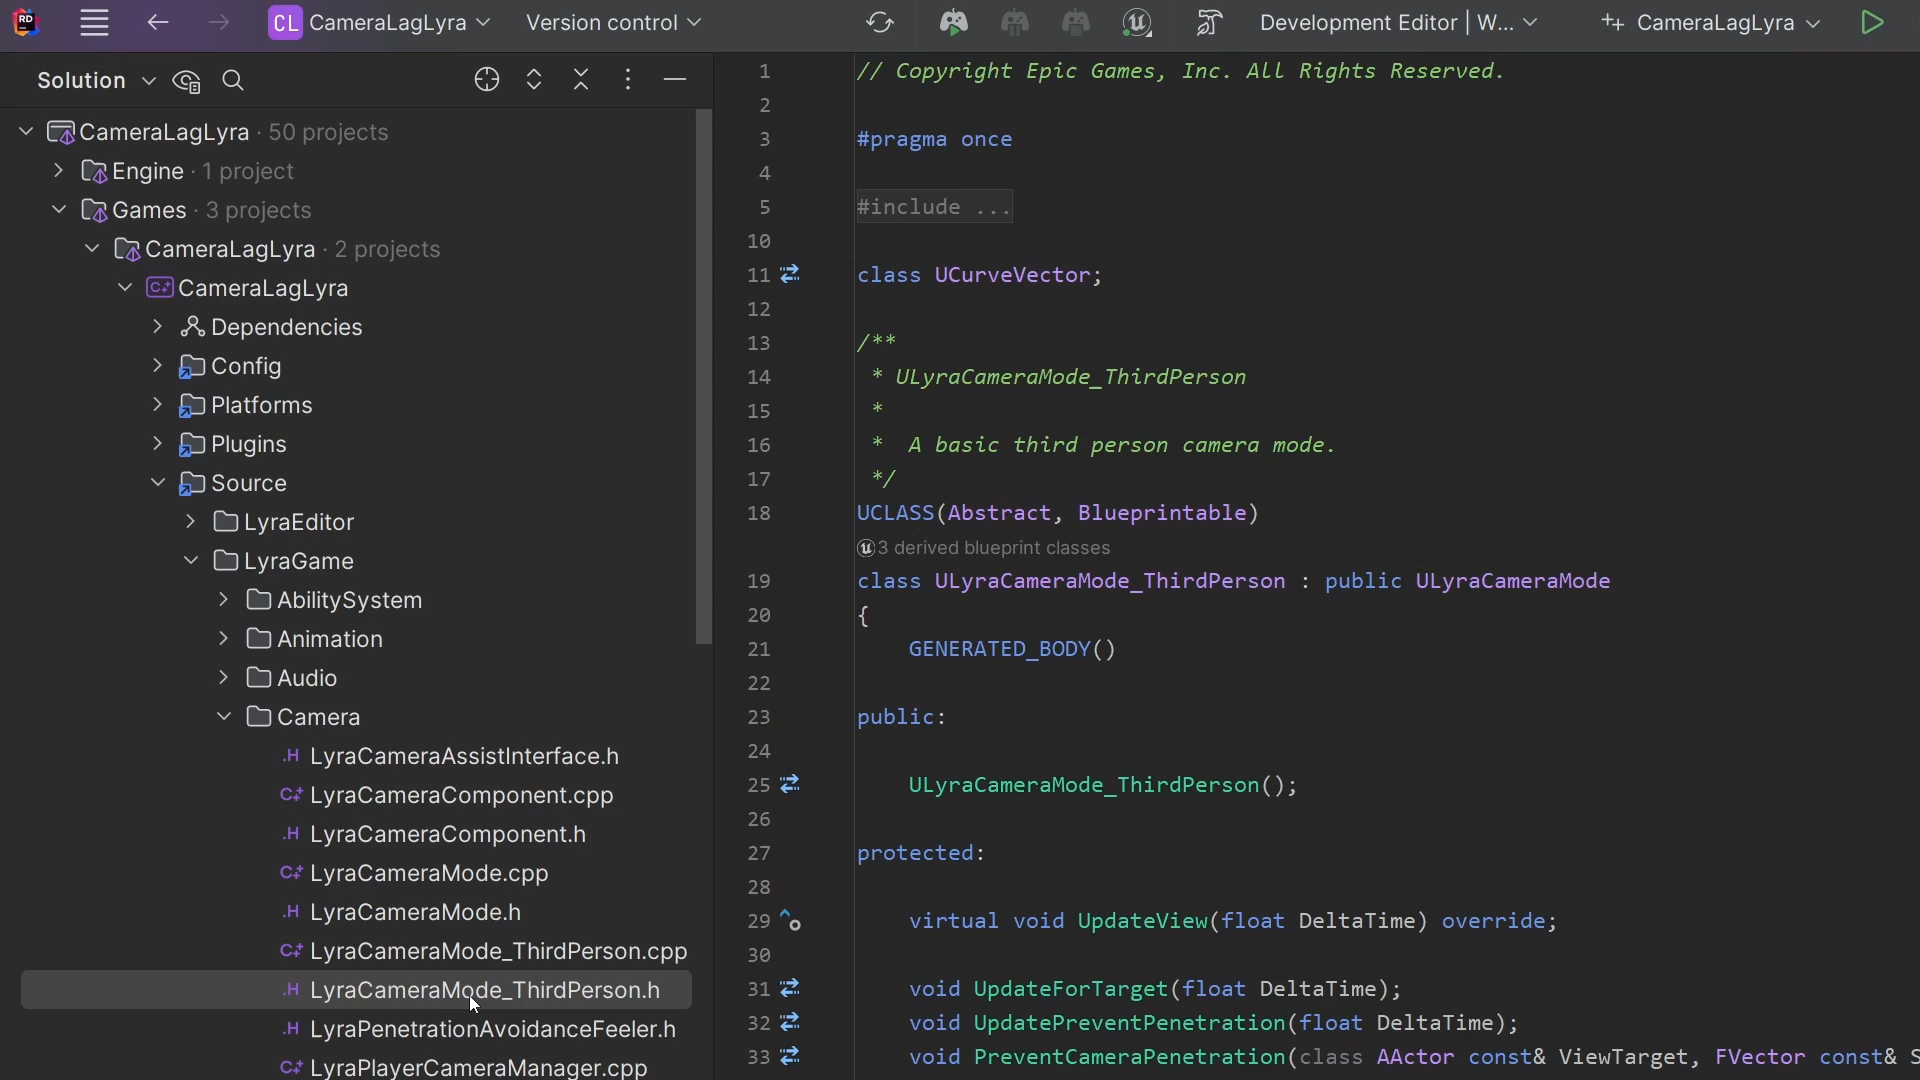 RD
CL CameraLagLyra
Version control
Development Editor | W...
CameraLagLyra
Solution
CameraLagLyra · 50 projects
Engine · 1 project
Games · 3 projects
CameraLagLyra · 2 projects
C+ CameraLagLyra
Dependencies
Config
Platforms
Plugins
Source
LyraEditor
LyraGame
AbilitySystem
Animation
Audio
Camera
.H LyraCameraAssistInterface.h
C+ LyraCameraComponent.cpp
.H LyraCameraComponent.h
C+ LyraCameraMode.cpp
.H LyraCameraMode.h
C+ LyraCameraMode_ThirdPerson.cpp
.H LyraCameraMode_ThirdPerson.h
.H LyraPenetrationAvoidanceFeeler.h
C+ LyraPlayerCameraManager.cpp
1 // Copyright Epic Games, Inc. All Rights Reserved.
2
3 #pragma once
4
5 #include ...
10
11 class UCurveVector;
12
13 /**
14 * ULyraCameraMode_ThirdPerson
15 *
16 * A basic third person camera mode.
17 */
18 UCLASS(Abstract, Blueprintable)
3 derived blueprint classes
19 class ULyraCameraMode_ThirdPerson : public ULyraCameraMode
20 {
21 GENERATED_BODY()
22
23 public:
24
25 ULyraCameraMode_ThirdPerson();
26
27 protected:
28
29 virtual void UpdateView(float DeltaTime) override;
30
31 void UpdateForTarget(float DeltaTime);
32 void UpdatePreventPenetration(float DeltaTime);
33 void PreventCameraPenetration(class AActor const& ViewTarget, FVector const& S